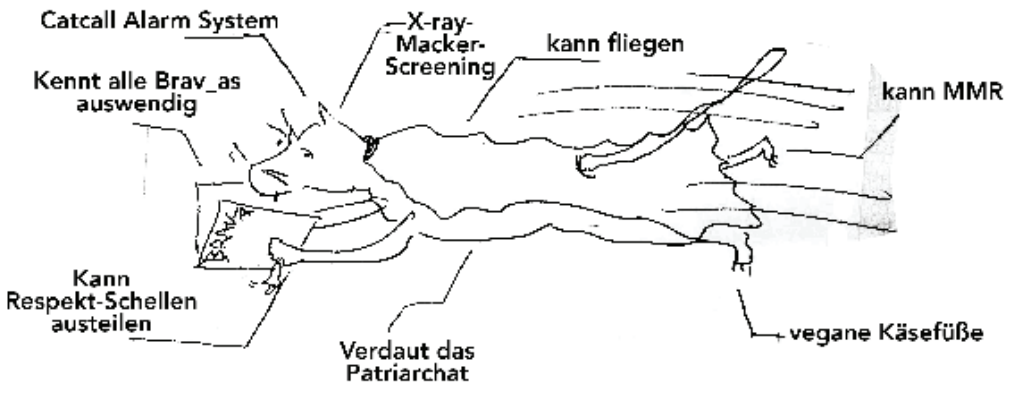 Catcall Alarm System
X-ray-
Macker-
Screening
kann fliegen
Kennt alle Brav_as
auswendig
kann MMR
BRAVA
Kann
Respekt-Schellen
austeilen
Verdaut das
Patriarchat
vegane Käsefüße